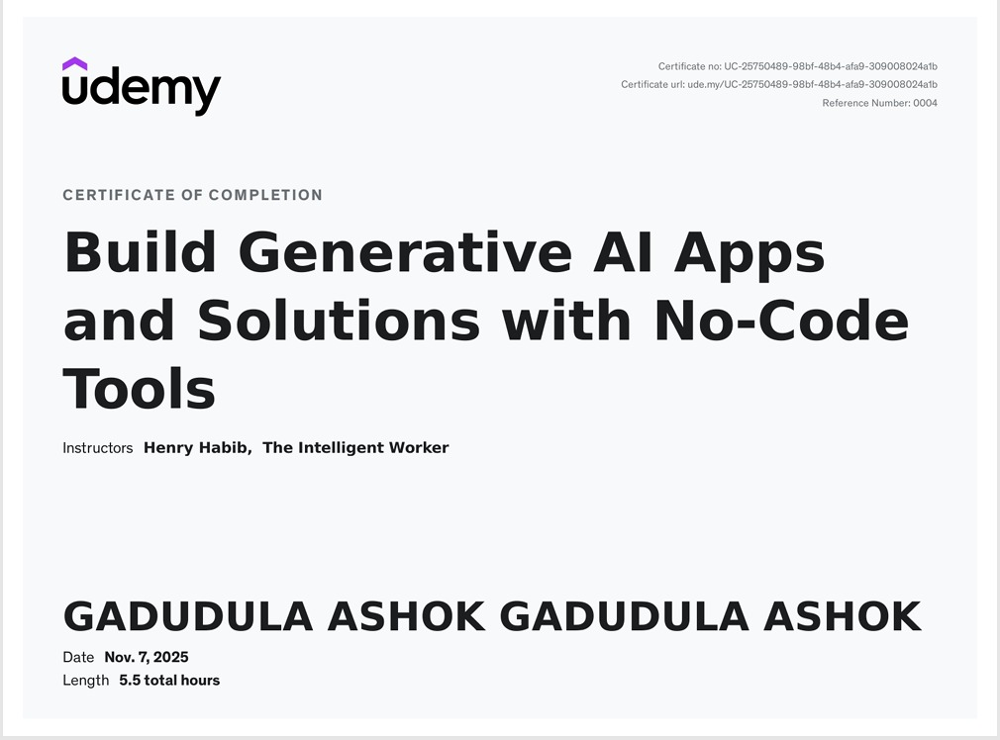 udemy
Certificate no: UC-25750489-98bf-48b4-afa9-309008024a1b
Certificate url: ude.my/UC-25750489-98bf-48b4-afa9-309008024a1b
Reference Number: 0004
CERTIFICATE OF COMPLETION
Build Generative AI Apps
and Solutions with No-Code
Tools
Instructors Henry Habib, The Intelligent Worker
GADUDULA ASHOK GADUDULA ASHOK
Date Nov. 7, 2025
Length 5.5 total hours